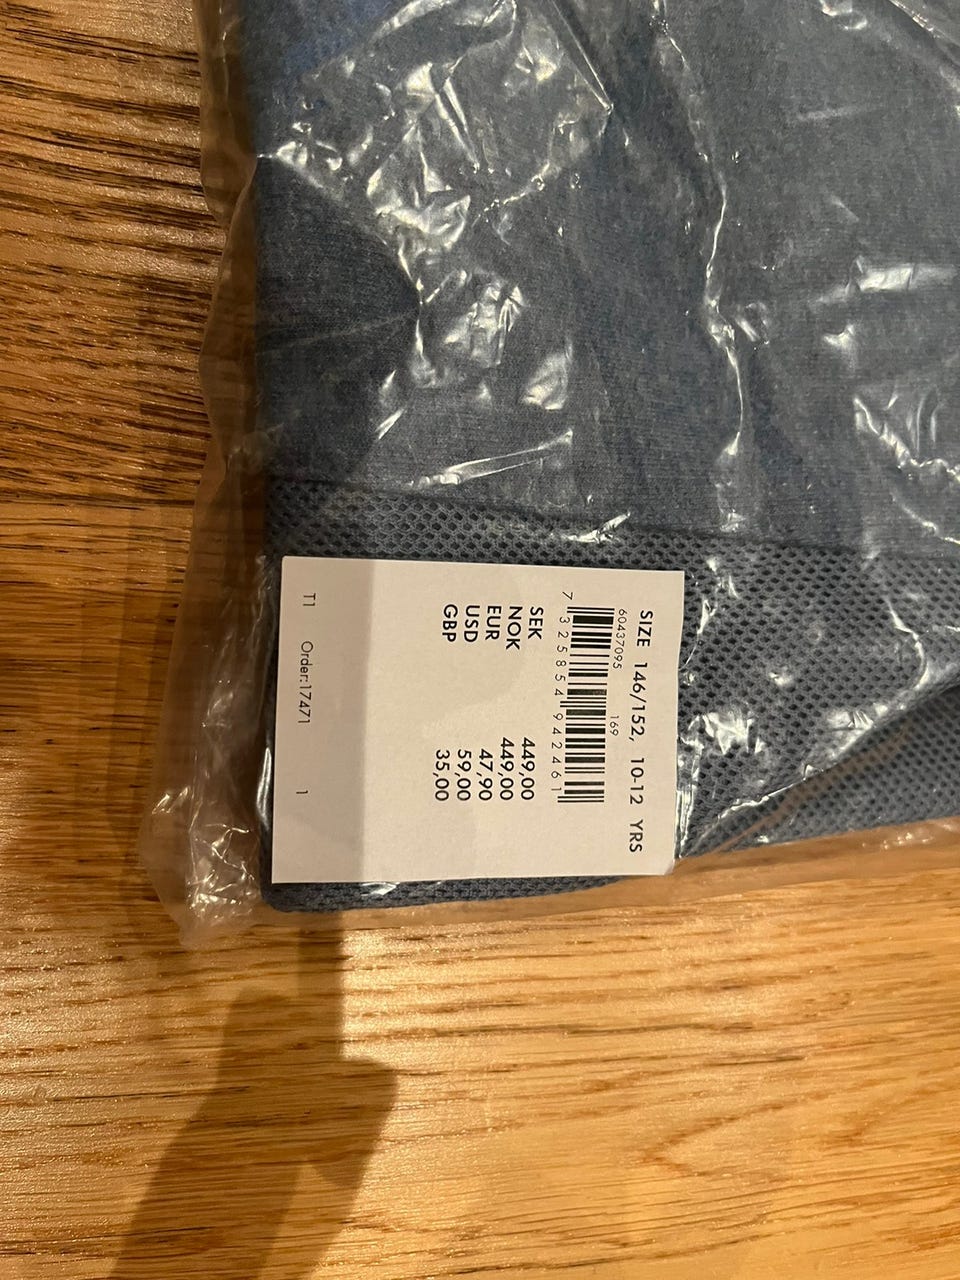 SIZE 146/152, 10-12 YRS
60437095 169
7 325854 942461
SEK 449,00
NOK 449,00
EUR 47,90
USD 59,00
GBP 35,00
T1 Order:17471 1